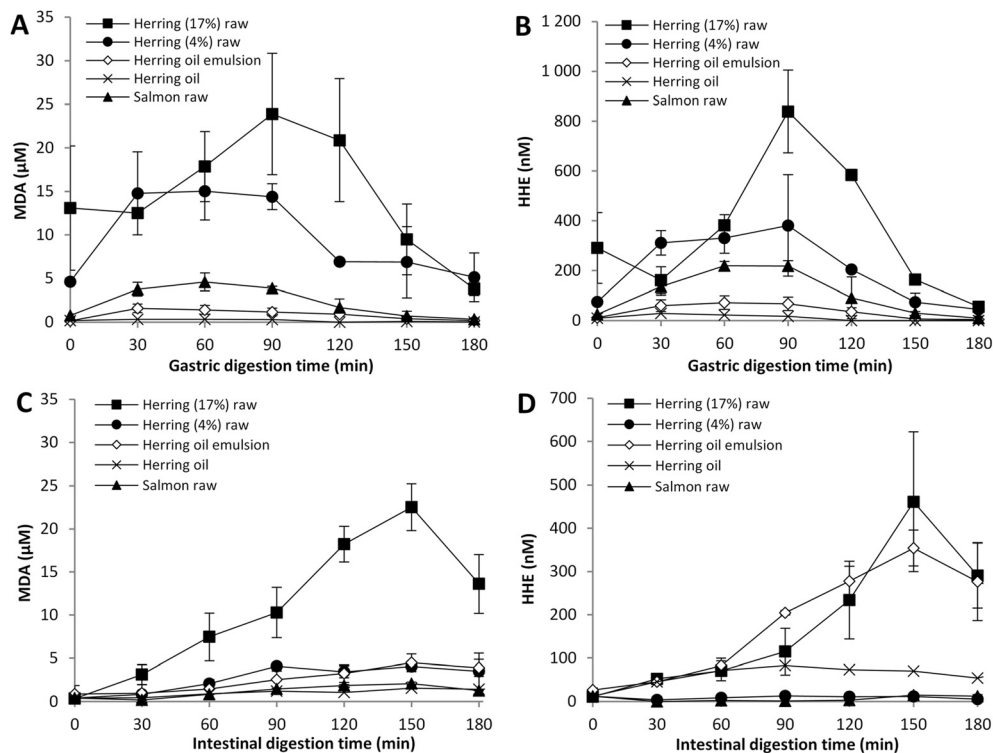 A
Herring (17%) raw
Herring (4%) raw
Herring oil emulsion
Herring oil
Salmon raw
MDA (µM)
35
30
25
20
15
10
5
0
0 30 60 90 120 150 180
Gastric digestion time (min)
B
Herring (17%) raw
Herring (4%) raw
Herring oil emulsion
Herring oil
Salmon raw
HHE (nM)
1 200
1 000
800
600
400
200
0
0 30 60 90 120 150 180
Gastric digestion time (min)
C
Herring (17%) raw
Herring (4%) raw
Herring oil emulsion
Herring oil
Salmon raw
MDA (µM)
35
30
25
20
15
10
5
0
0 30 60 90 120 150 180
Intestinal digestion time (min)
D
Herring (17%) raw
Herring (4%) raw
Herring oil emulsion
Herring oil
Salmon raw
HHE (nM)
700
600
500
400
300
200
100
0
0 30 60 90 120 150 180
Intestinal digestion time (min)